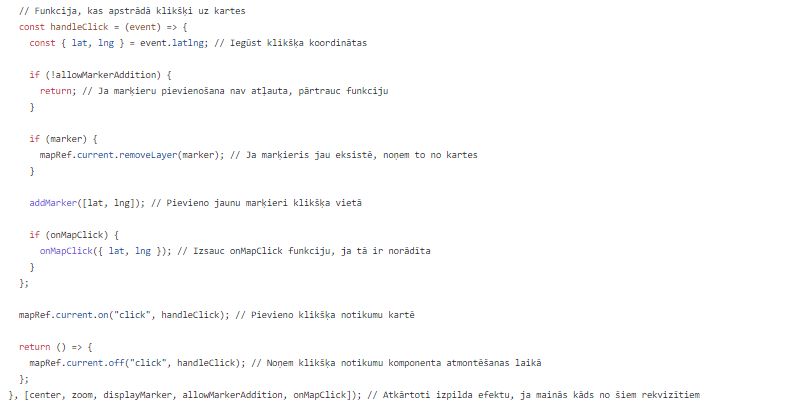 // Funkcija, kas apstrādā klikšķi uz kartes
const handleClick = (event) => {
const { lat, lng } = event.latlng; // Iegūst klikšķa koordinātas
if (!allowMarkerAddition) {
return; // Ja marķieru pievienošana nav atļauta, pārtrauc funkciju
}
if (marker) {
mapRef.current.removeLayer(marker); // Ja marķieris jau eksistē, noņem to no kartes
}
addMarker([lat, lng]); // Pievieno jaunu marķieri klikšķa vietā
if (onMapClick) {
onMapClick({ lat, lng }); // Izsauc onMapClick funkciju, ja tā ir norādīta
}
};
mapRef.current.on("click", handleClick); // Pievieno klikšķa notikumu kartē
return () => {
mapRef.current.off("click", handleClick); // Noņem klikšķa notikumu komponenta atmontēšanas laikā
};
}, [center, zoom, displayMarker, allowMarkerAddition, onMapClick]); // Atkārtoti izpilda efektu, ja mainās kāds no šiem rekvizītiem